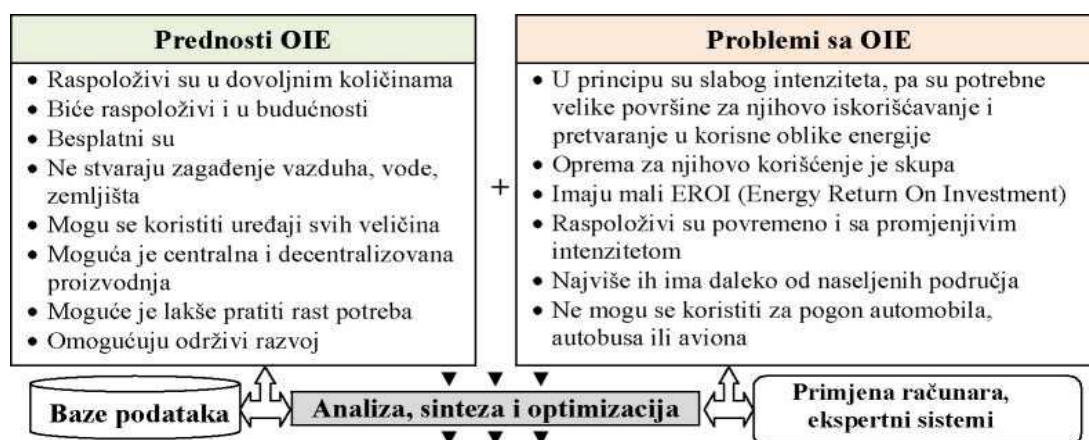 Prednosti OIE
• Raspoloživi su u dovoljnim količinama
• Biće raspoloživi i u budućnosti
• Besplatni su
• Ne stvaraju zagađenje vazduha, vode,
zemljišta
• Mogu se koristiti uređaji svih veličina
• Moguća je centralna i decentralizovana
proizvodnja
• Moguće je lakše pratiti rast potreba
• Omogućuju održivi razvoj
+
Problemi sa OIE
• U principu su slabog intenziteta, pa su potrebne
velike površine za njihovo iskorišćavanje i
pretvaranje u korisne oblike energije
• Oprema za njihovo korišćenje je skupa
• Imaju mali EROI (Energy Return On Investment)
• Raspoloživi su povremeno i sa promjenjivim
intenzitetom
• Najviše ih ima daleko od naseljenih područja
• Ne mogu se koristiti za pogon automobila,
autobusa ili aviona
Baze podataka
Analiza, sinteza i optimizacija
Primjena računara,
ekspertni sistemi